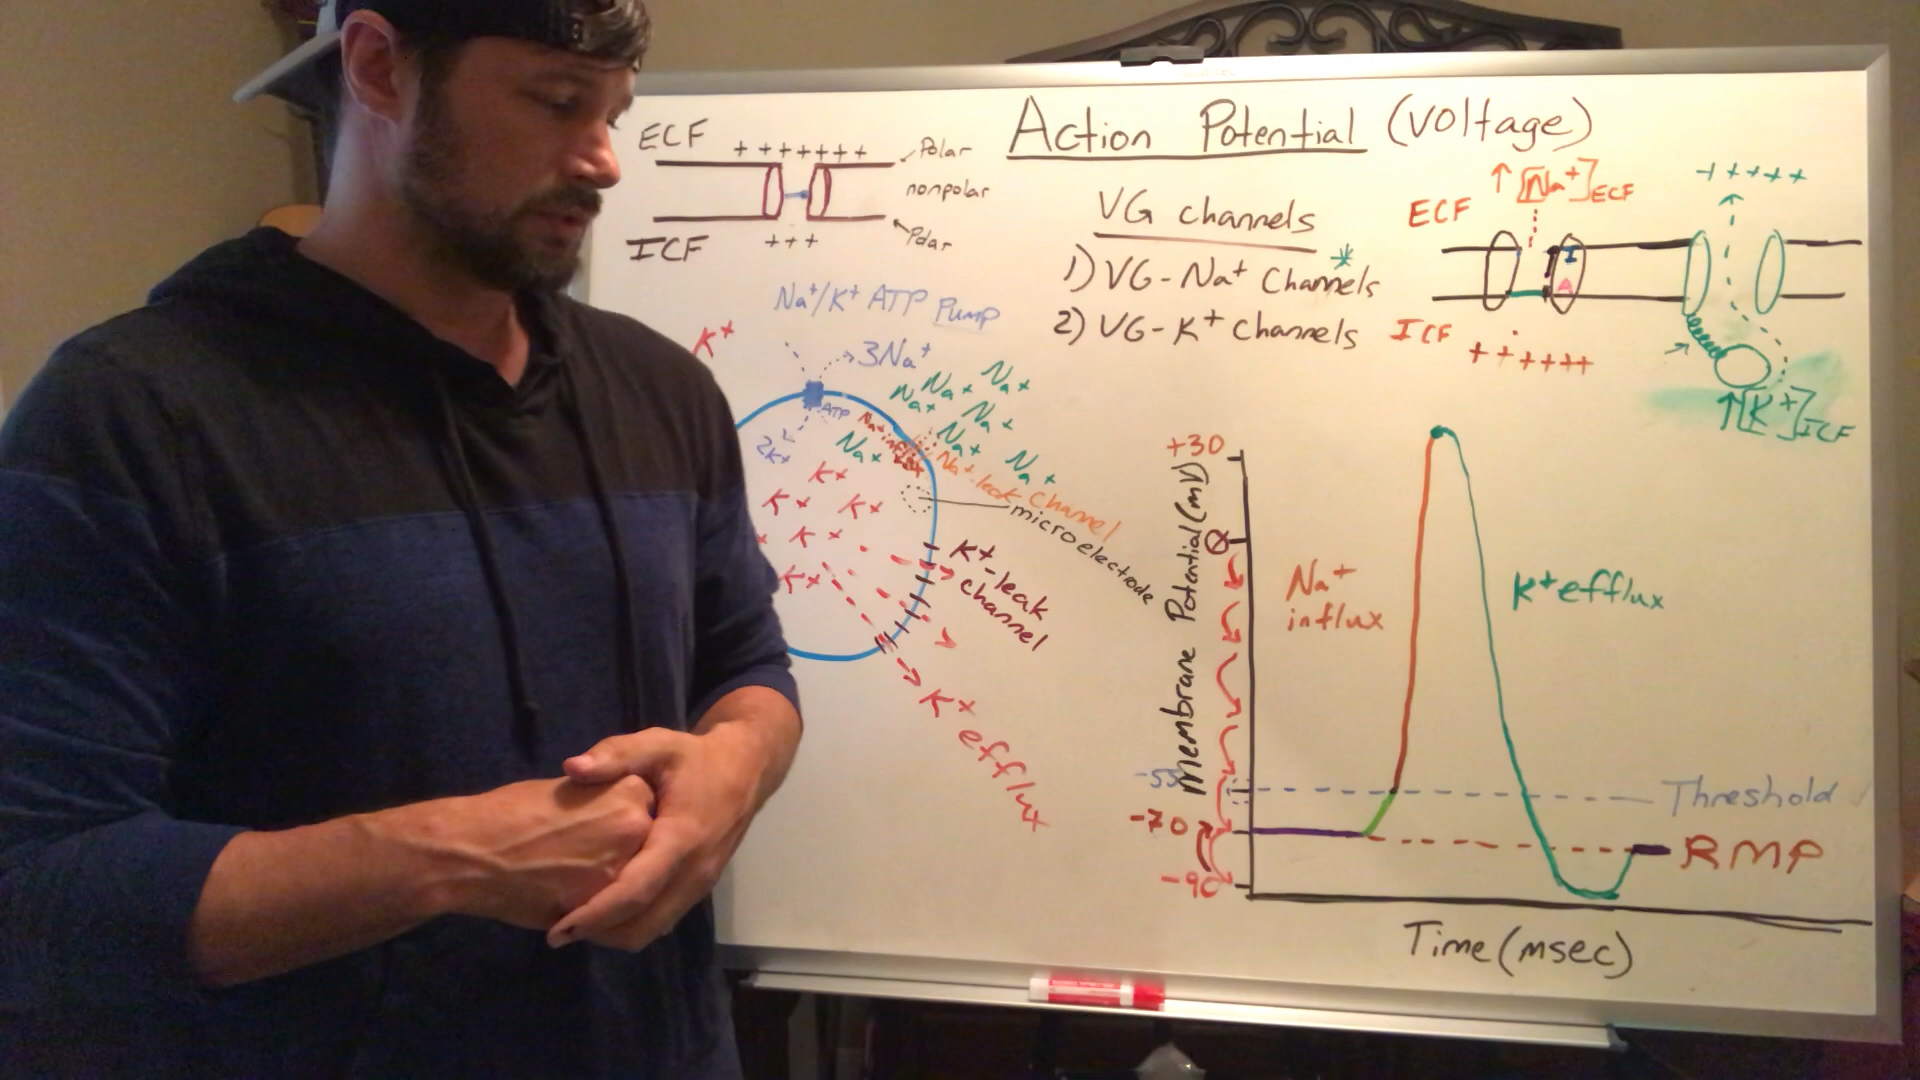 Action Potential (Voltage)
ECF
+ + + + + + +
Polar
nonpolar
Polar
ICF
+ + +
VG channels
1) VG-Na+ Channels *
2) VG-K+ Channels
↑[Na+]ECF
ECF
I
A
ICF
+ + + + + +
+ + + + +
↑[K+]ICF
Na+/K+ ATP Pump
K+
3Na+
ATP
2K+
Na+
Na+
Na+
Na+
Na+
Na+
Na+
Na+ influx
Na+-leak Channel
microelectrode
K+
K+
K+
K+
K+
K+-leak
channel
K+
efflux
Membrane Potential (mV)
+30
0
-55
-70
-90
Na+
influx
K+ efflux
Threshold
RMP
Time (msec)